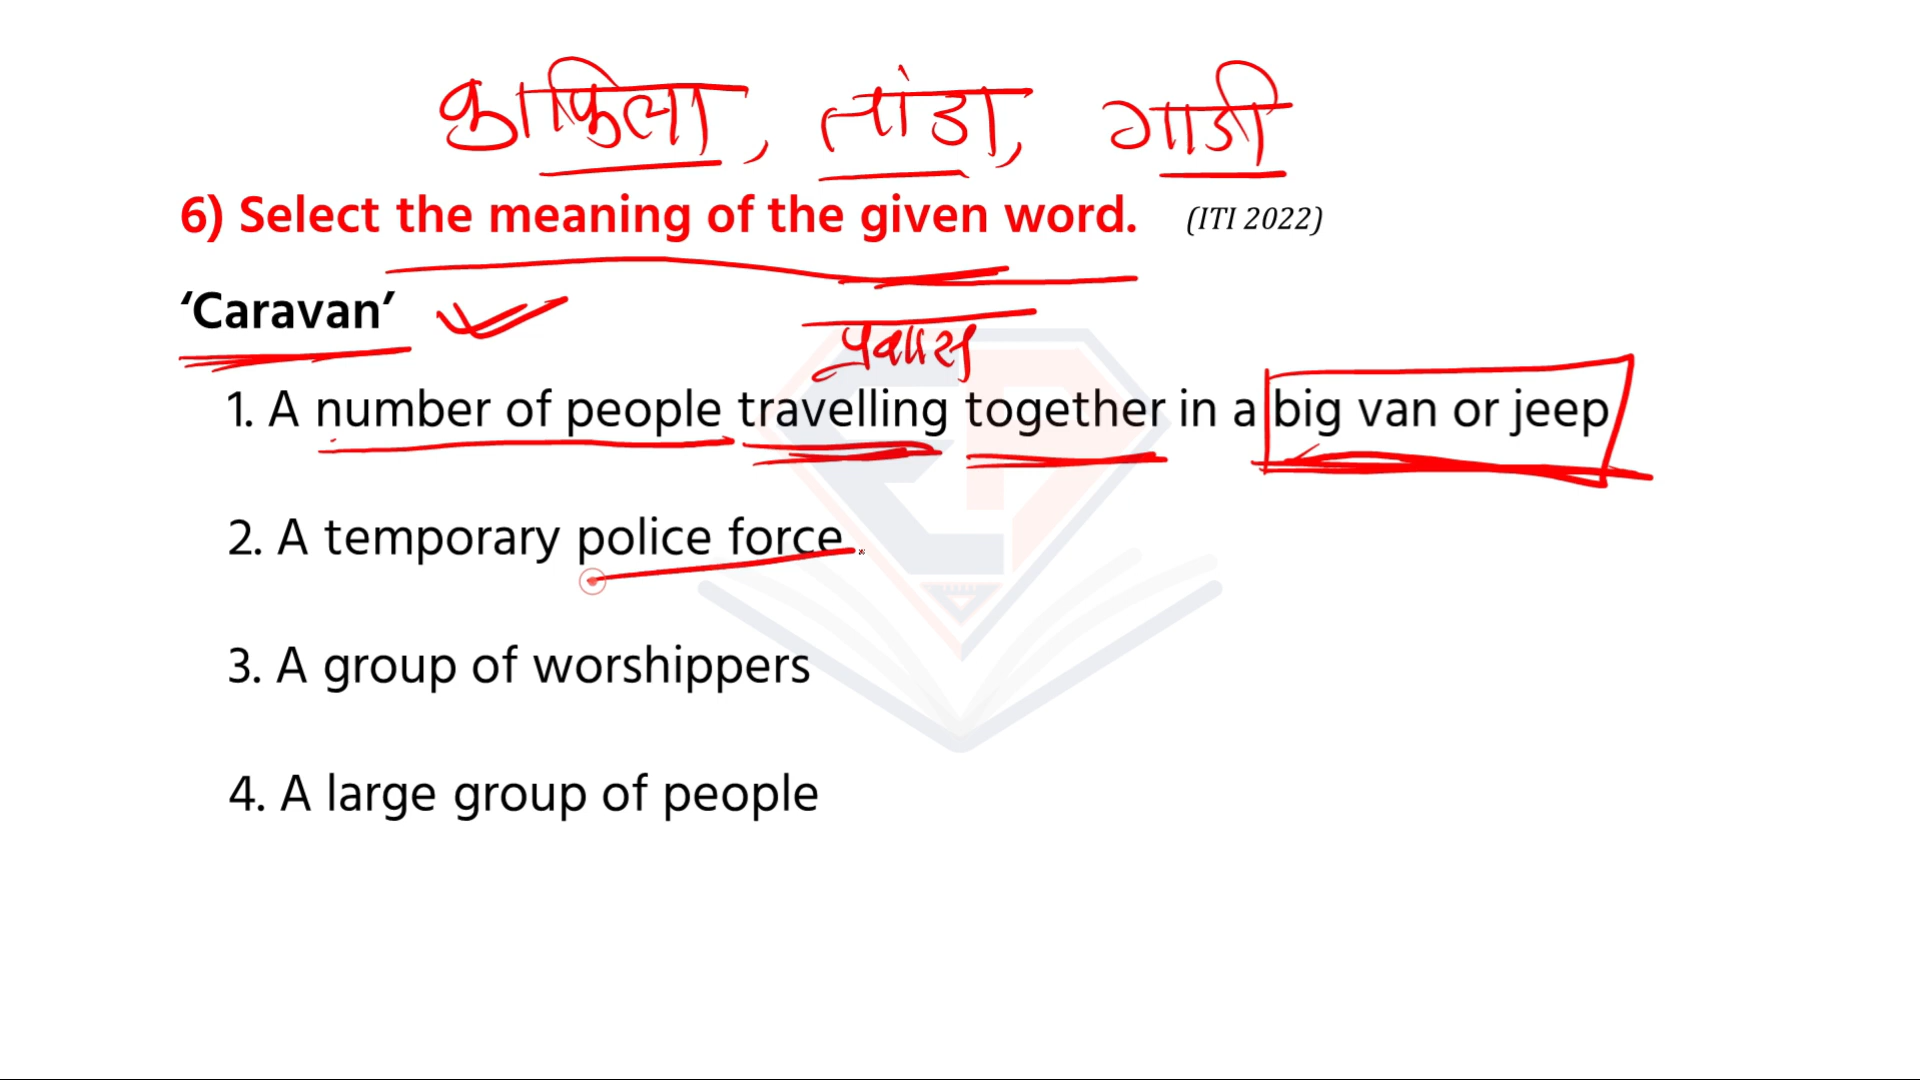 काफिला, तांडा, गाडी
6) Select the meaning of the given word. (ITI 2022)
‘Caravan’
प्रवास
1. A number of people travelling together in a big van or jeep
2. A temporary police force
3. A group of worshippers
4. A large group of people